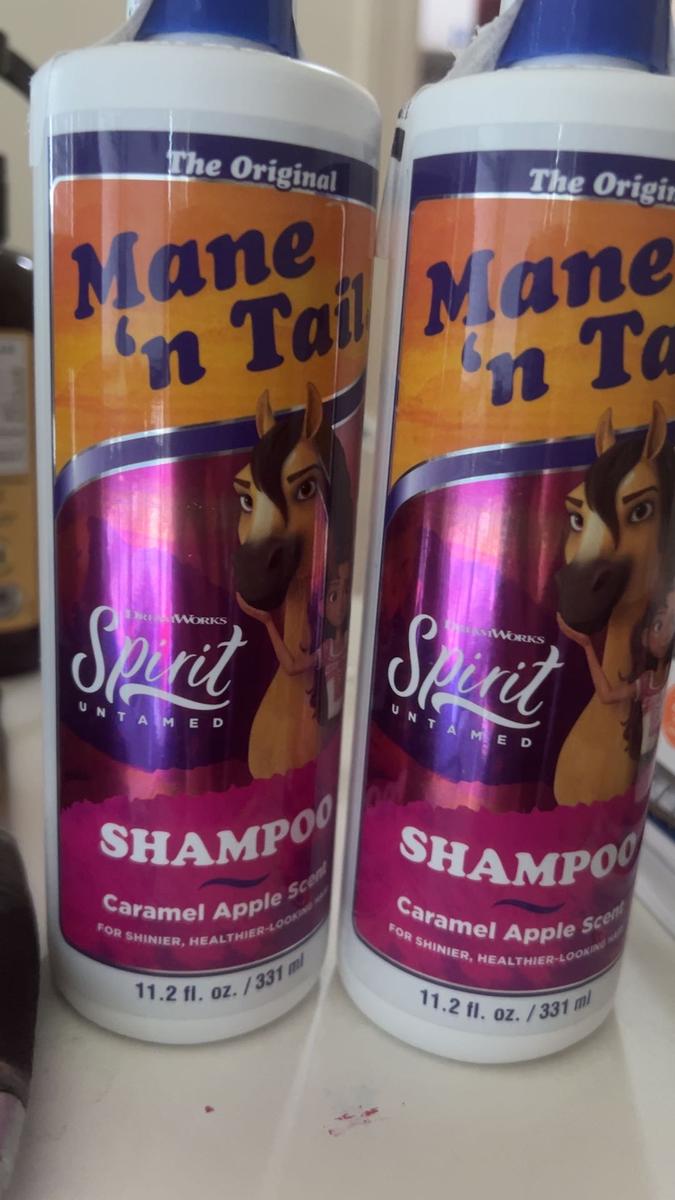 The Original
Mane
'n Tail
DREAMWORKS
Spirit
UNTAMED
SHAMPOO
Caramel Apple Scent
FOR SHINIER, HEALTHIER-LOOKING HAIR
11.2 fl. oz. / 331 ml
The Origin
Mane
'n Ta
DREAMWORKS
Spirit
UNTAMED
SHAMPOO
Caramel Apple Scent
FOR SHINIER, HEALTHIER-LOOKING HAIR
11.2 fl. oz. / 331 ml